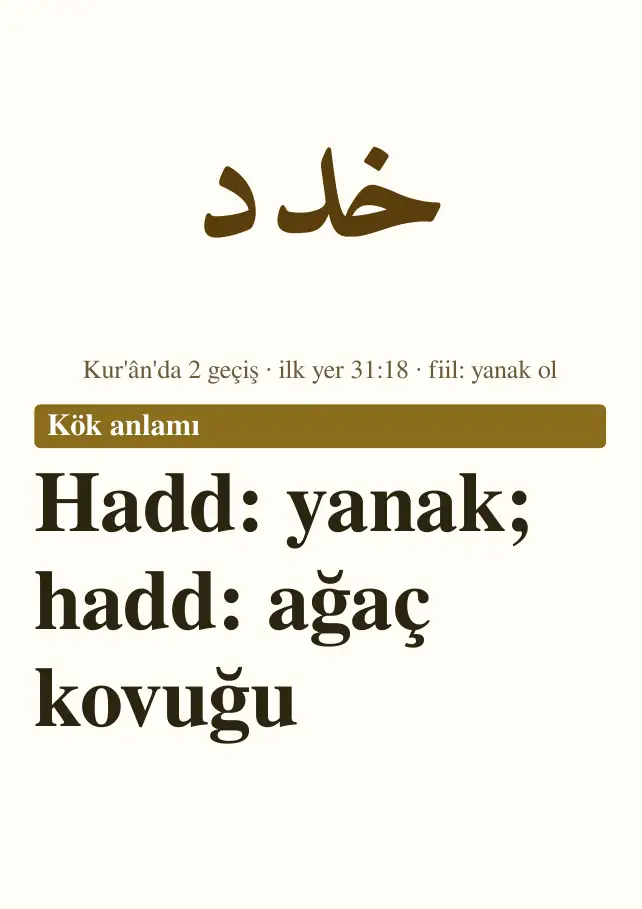 خدد
Kur'ân'da 2 geçiş · ilk yer 31:18 · fiil: yanak ol
Kök anlamı
Hadd: yanak;
hadd: ağaç
kovuğu